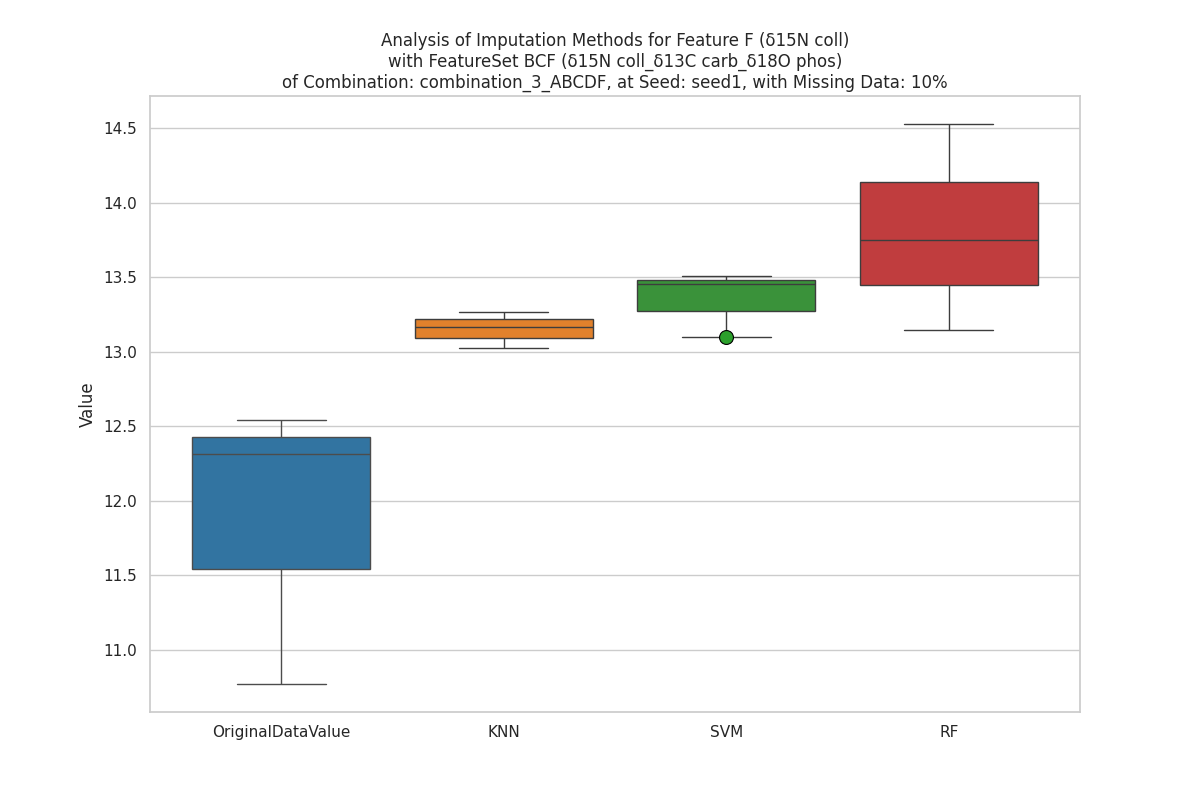 Analysis of Imputation Methods for Feature F (δ15N coll)
with FeatureSet BCF (δ15N coll_δ13C carb_δ18O phos)
of Combination: combination_3_ABCDF, at Seed: seed1, with Missing Data: 10%
14.5
14.0
13.5
13.0
12.5
12.0
11.5
11.0
Value
OriginalDataValue
KNN
SVM
RF